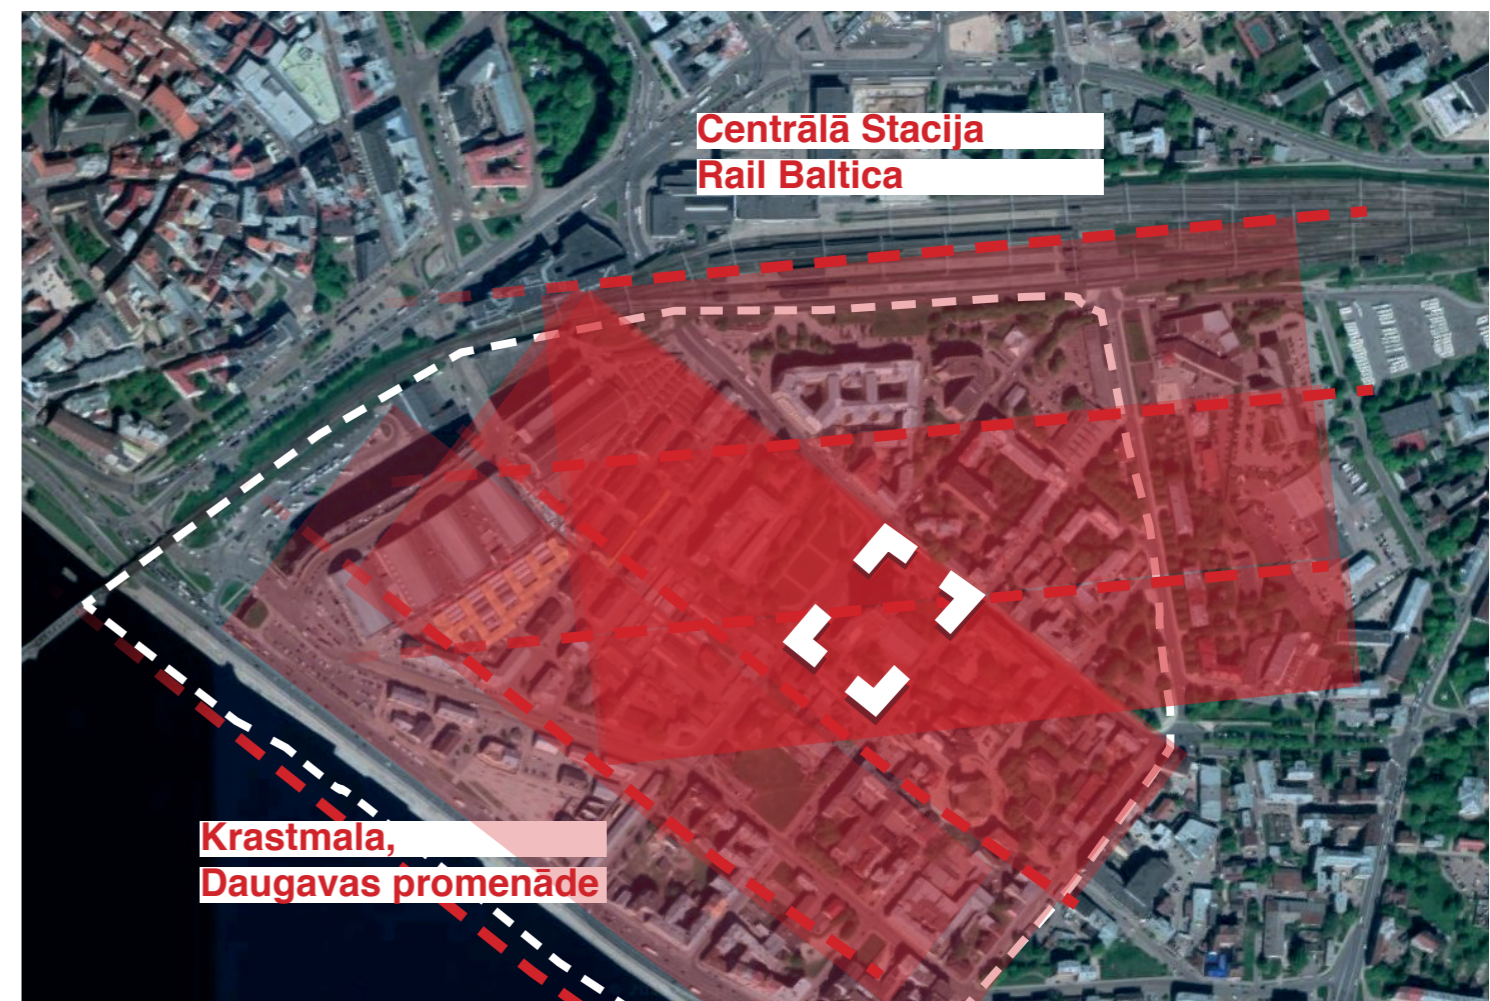 Centrālā Stacija
Rail Baltica
Krastmala,
Daugavas promenāde